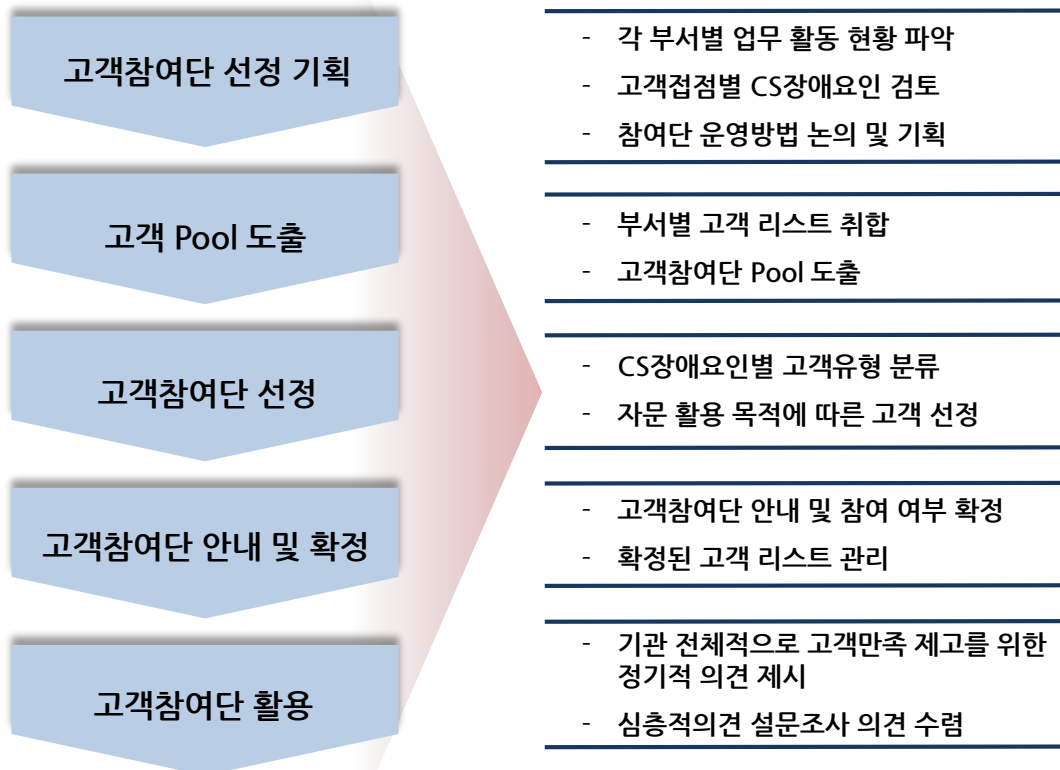 고객참여단 선정 기획
- 각 부서별 업무 활동 현황 파악
- 고객접점별 CS장애요인 검토
- 참여단 운영방법 논의 및 기획
고객 Pool 도출
- 부서별 고객 리스트 취합
- 고객참여단 Pool 도출
고객참여단 선정
- CS장애요인별 고객유형 분류
- 자문 활용 목적에 따른 고객 선정
고객참여단 안내 및 확정
- 고객참여단 안내 및 참여 여부 확정
- 확정된 고객 리스트 관리
고객참여단 활용
- 기관 전체적으로 고객만족 제고를 위한
정기적 의견 제시
- 심층적의견 설문조사 의견 수렴